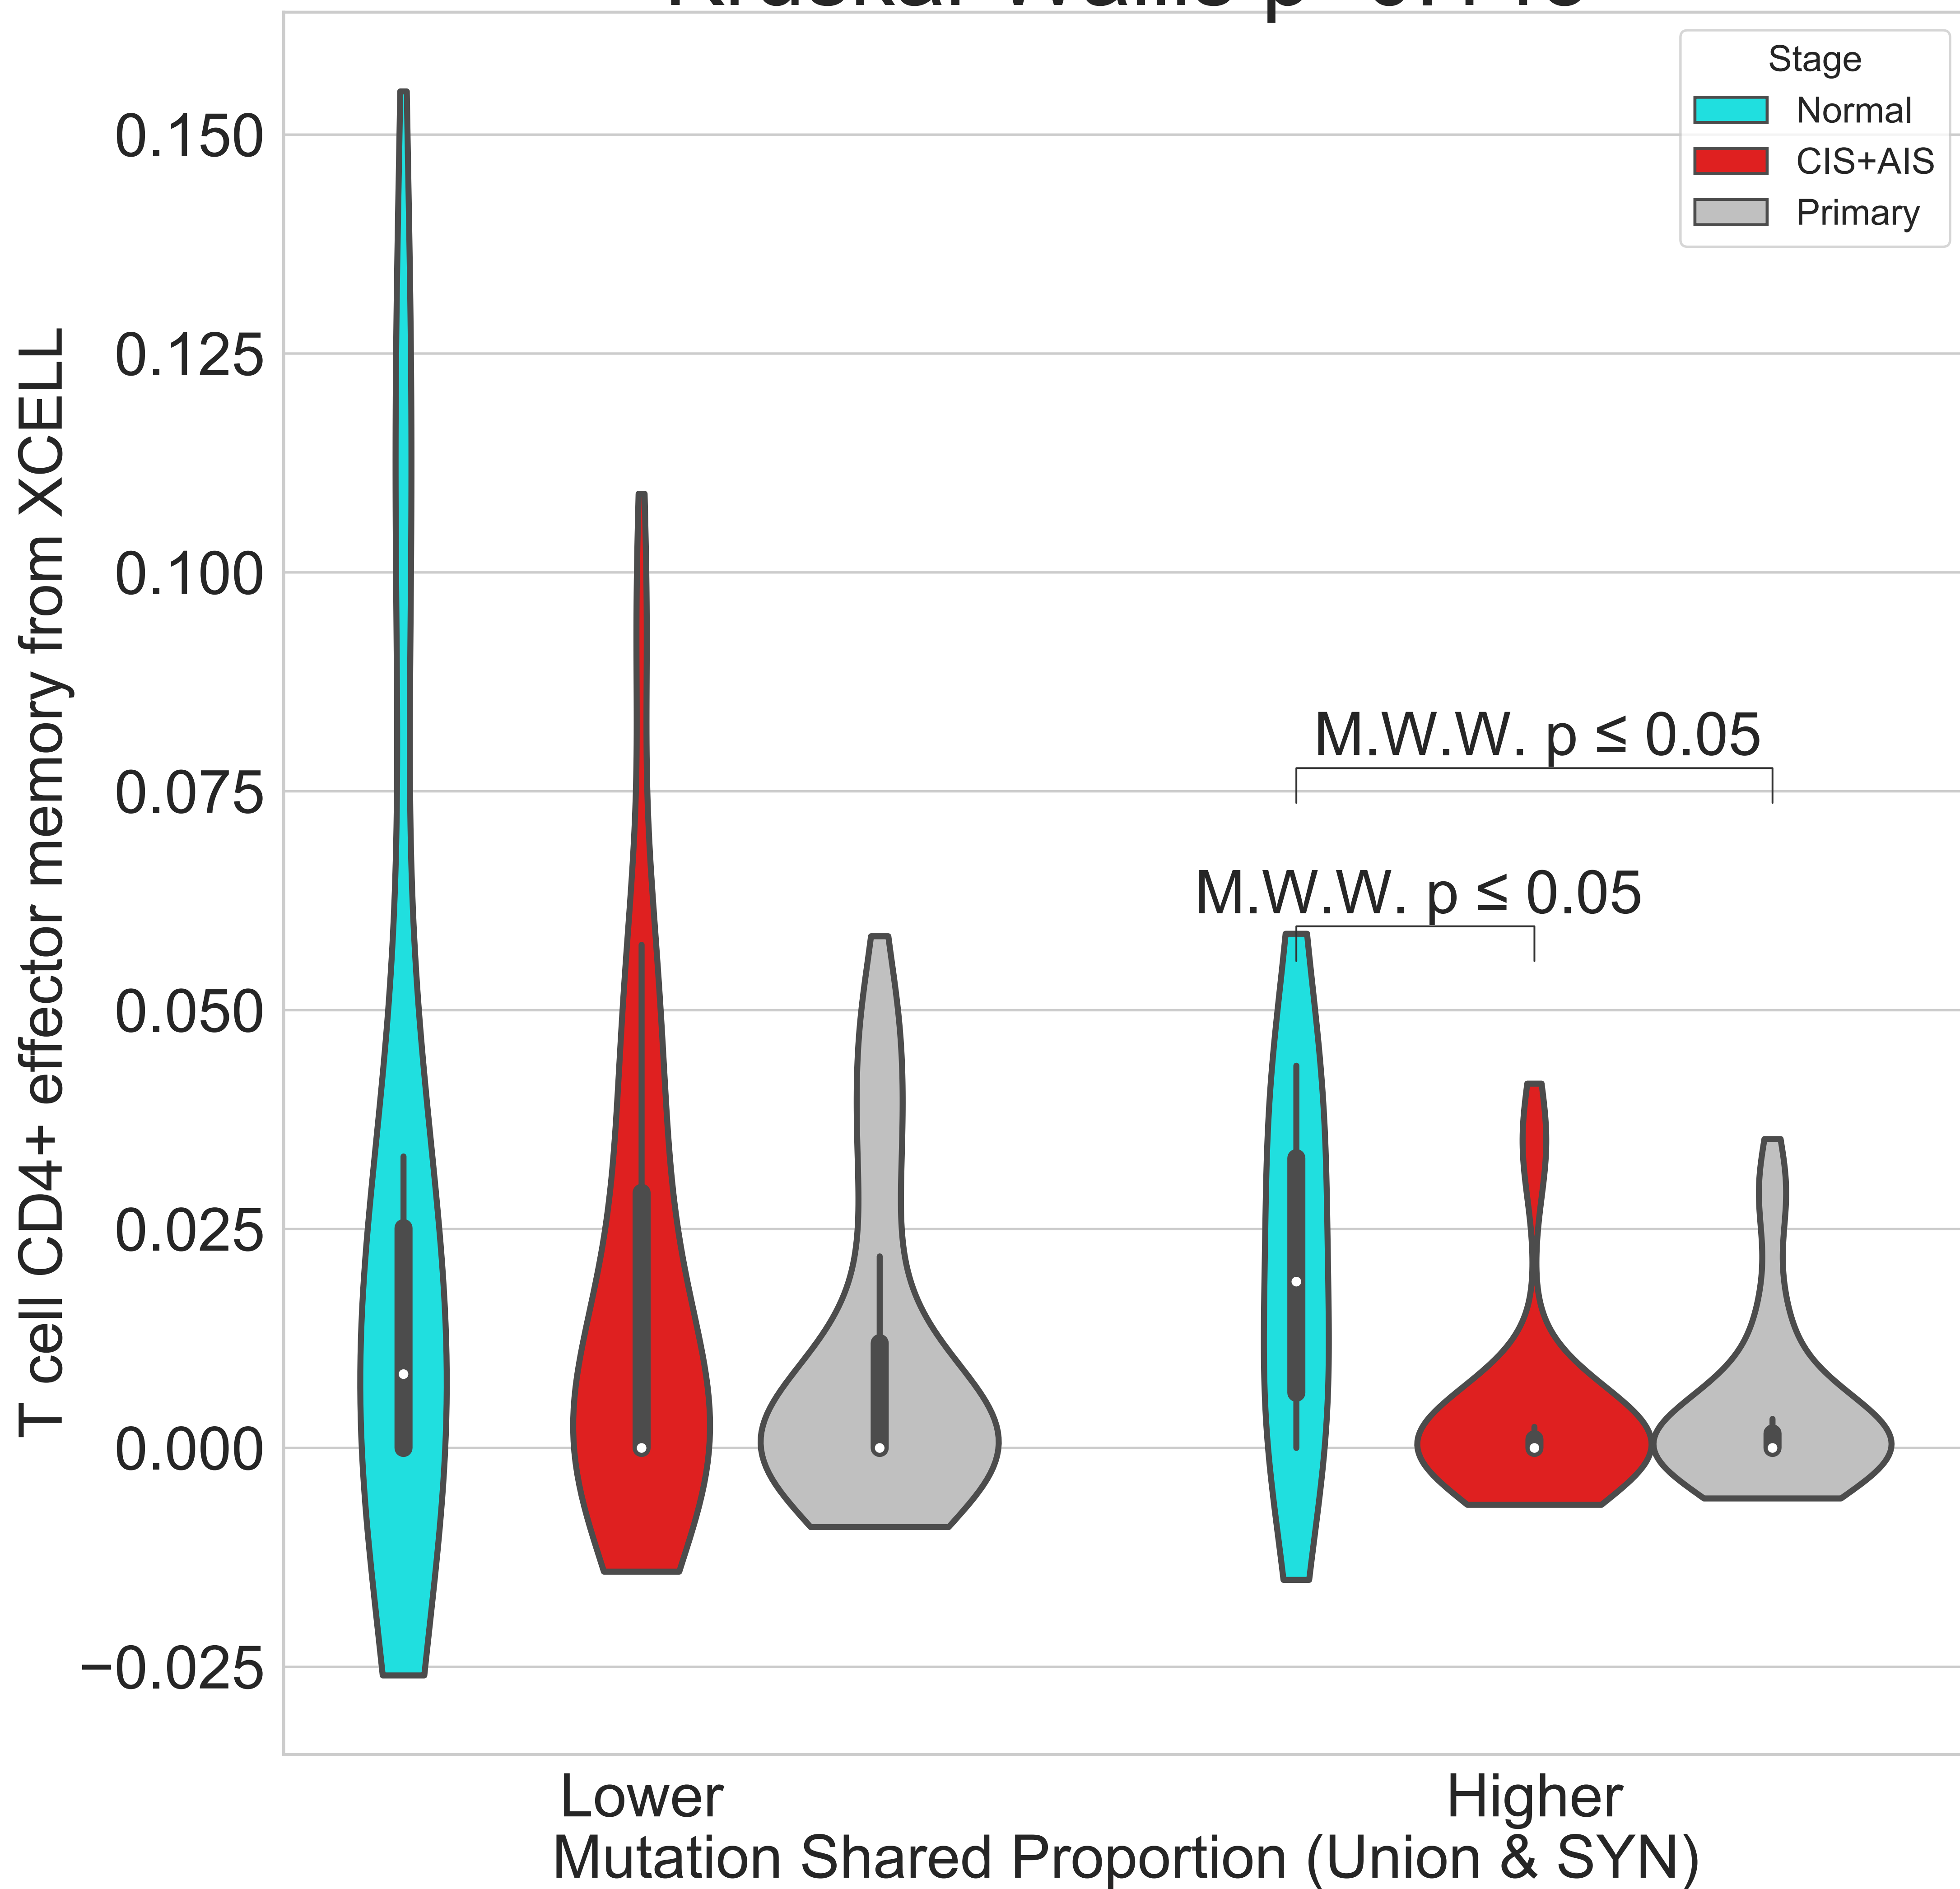 Stage
Normal
CIS+AIS
Primary
0.150
0.125
0.100
0.075
0.050
0.025
0.000
−0.025
T cell CD4+ effector memory from XCELL
M.W.W. p ≤ 0.05
M.W.W. p ≤ 0.05
Lower
Higher
Mutation Shared Proportion (Union & SYN)